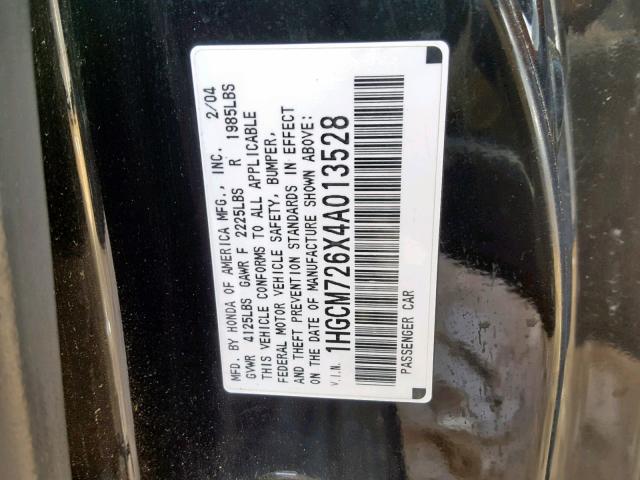 MFD. BY HONDA OF AMERICA MFG., INC. 2/04
GVWR 4125LBS GAWR F 2225LBS R 1985LBS
THIS VEHICLE CONFORMS TO ALL APPLICABLE
FEDERAL MOTOR VEHICLE SAFETY, BUMPER,
AND THEFT PREVENTION STANDARDS IN EFFECT
ON THE DATE OF MANUFACTURE SHOWN ABOVE:
V.I.N. 1HGCM726X4A013528
PASSENGER CAR